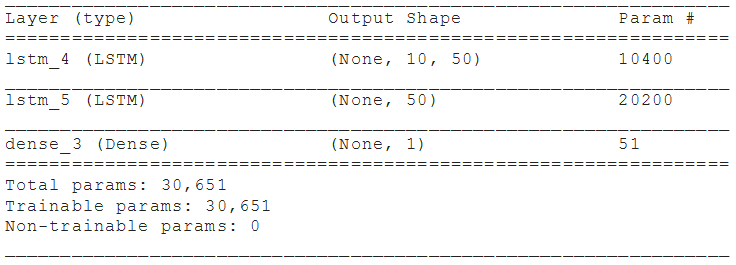 _________________________________________________________________
Layer (type)                 Output Shape              Param #
=================================================================
lstm_4 (LSTM)                (None, 10, 50)            10400
_________________________________________________________________
lstm_5 (LSTM)                (None, 50)                20200
_________________________________________________________________
dense_3 (Dense)              (None, 1)                 51
=================================================================
Total params: 30,651
Trainable params: 30,651
Non-trainable params: 0
_________________________________________________________________